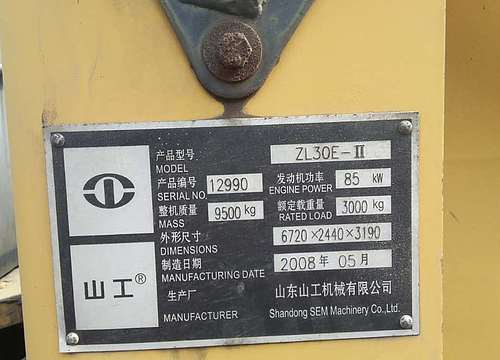 产品型号 ZL30E-Ⅱ
MODEL
产品编号 12990 发动机功率 85 kW
SERIAL NO. ENGINE POWER
整机质量 9500 kg 额定载重量 3000 kg
MASS RATED LOAD
外形尺寸 6720×2440×3190
DIMENSIONS
制造日期 2008年 05月
MANUFACTURING DATE
山工®
生产厂 山东山工机械有限公司
MANUFACTURER Shandong SEM Machinery Co.,Ltd.